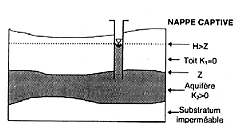 NAPPE CAPTIVE
H>Z
Toit K₁=0
Z
Aquifère
K₂>0
Substratum
imperméable